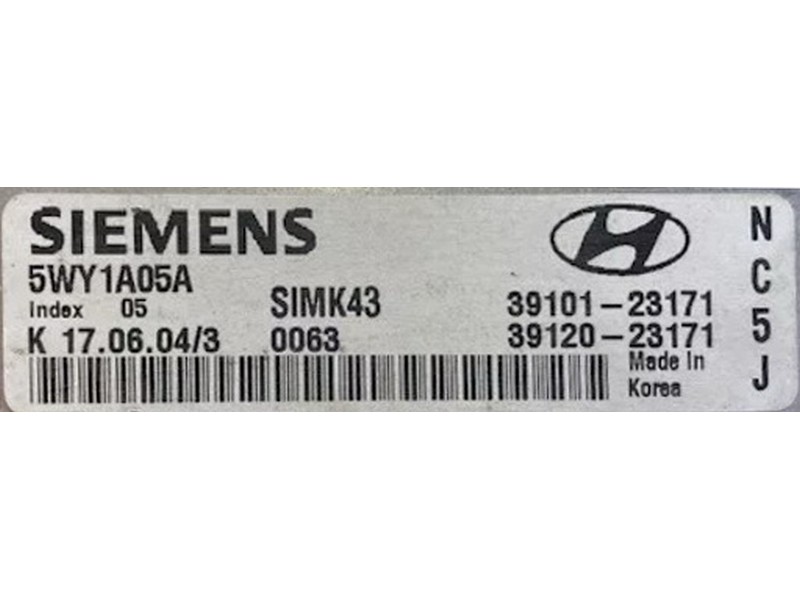 SIEMENS
5WY1A05A
Index 05 SIMK43 39101-23171
K 17.06.04/3 0063 39120-23171
Made In
Korea
N
C
5
J